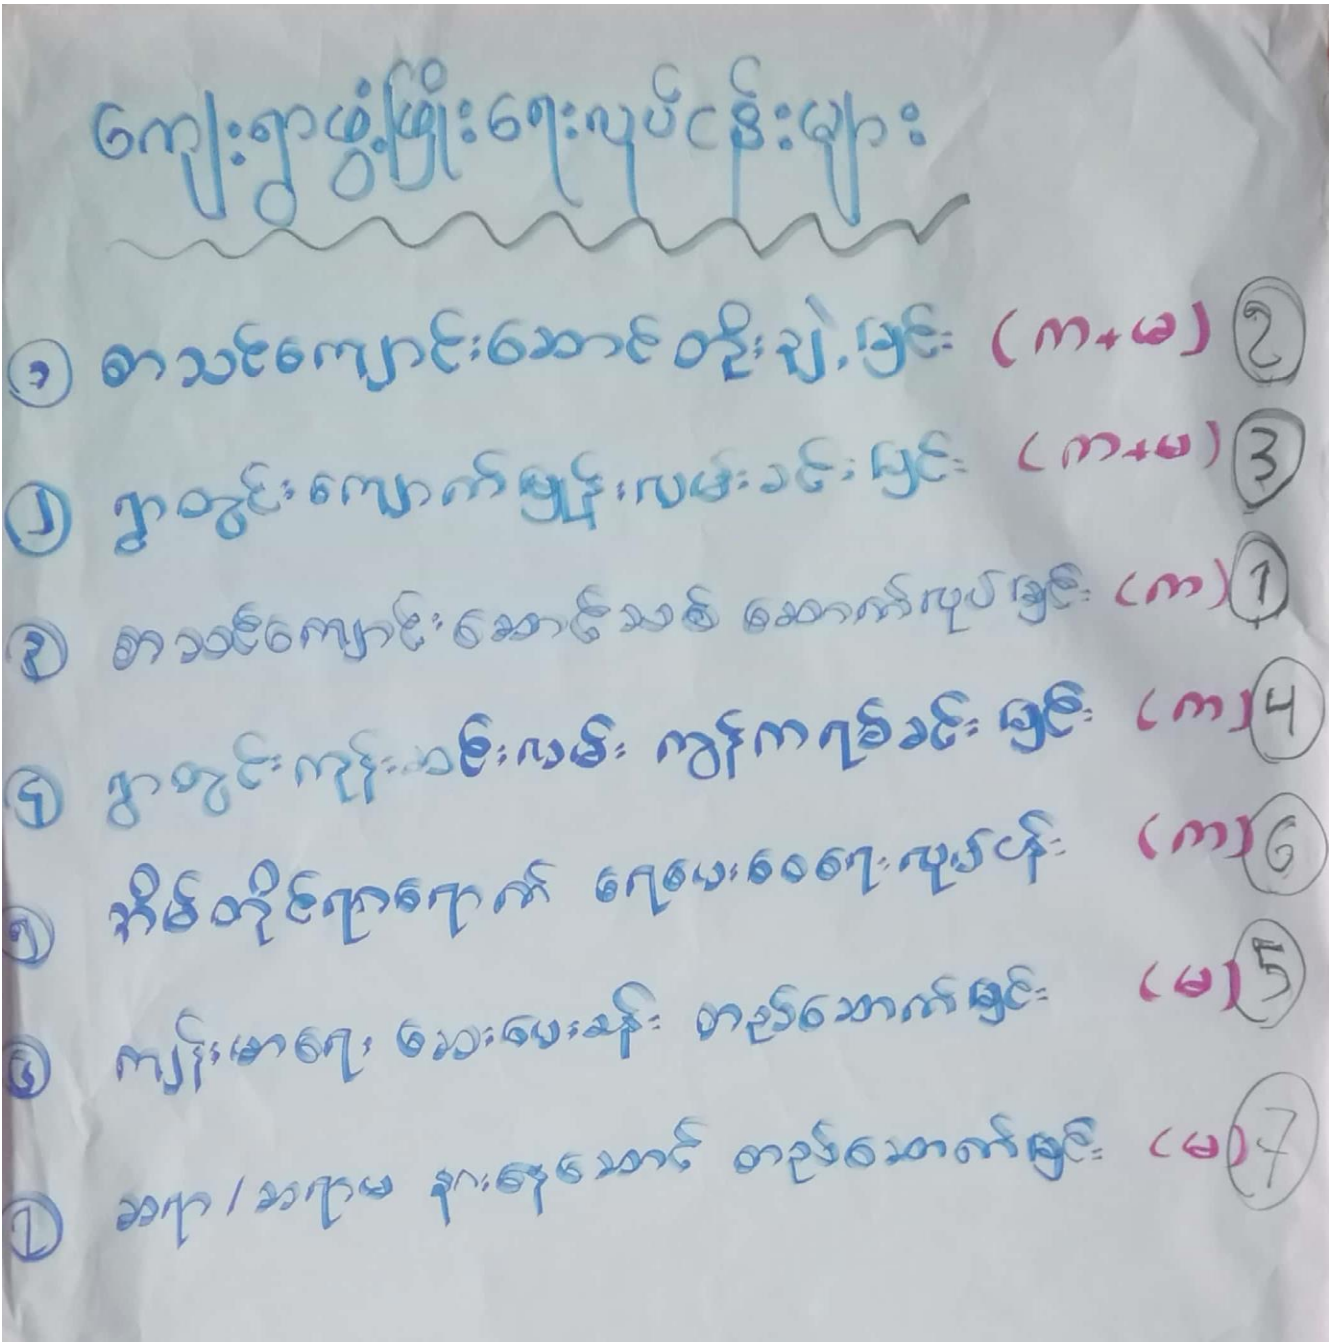 ကျေးရွာဖွံ့ဖြိုးရေးလုပ်ငန်းများ
၁ စာသင်ကျောင်းဆောင် တိုးချဲ့ခြင်း (ကာ+မ) 2
၂ ရွာတွင်းကျောက်ချွန်းလမ်းခင်းခြင်း (ကာ+မ) 3
၃ စာသင်ကျောင်းဆောင်သစ် ဆောက်လုပ်ခြင်း (ကာ) 1
၄ ရွာတွင်းကုန်းလမ်း ကွန်ကရစ်ခင်းခြင်း (ကာ) 4
၅ အိမ်တိုင်ရာရောက် ရေပေးဝေရေးလုပ်ငန်း (ကာ) 6
၆ ကျန်းမာရေး ဆေးပေးခန်း တည်ဆောက်ခြင်း (မ) 5
၇ ဆရာ/ဆရာမ နားနေဆောင် တည်ဆောက်ခြင်း (မ) 7